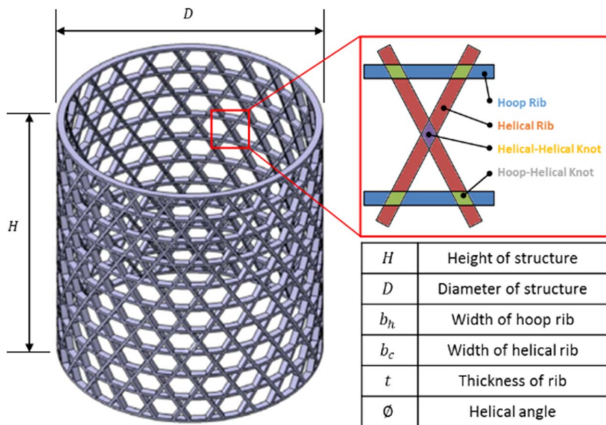 D
H
Hoop Rib
Helical Rib
Helical-Helical Knot
Hoop-Helical Knot
H Height of structure
D Diameter of structure
b_h Width of hoop rib
b_c Width of helical rib
t Thickness of rib
Ø Helical angle